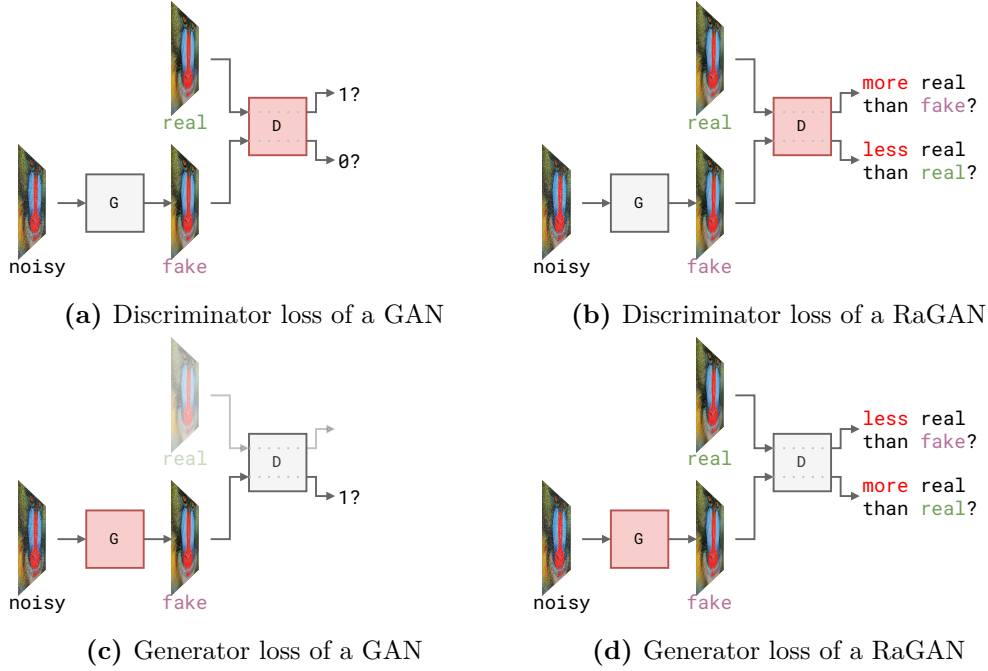 real
D
1?
0?
G
noisy
fake
(a) Discriminator loss of a GAN
real
D
more real
than fake?
less real
than real?
G
noisy
fake
(b) Discriminator loss of a RaGAN
real
D
1?
G
noisy
fake
(c) Generator loss of a GAN
real
D
less real
than fake?
more real
than real?
G
noisy
fake
(d) Generator loss of a RaGAN